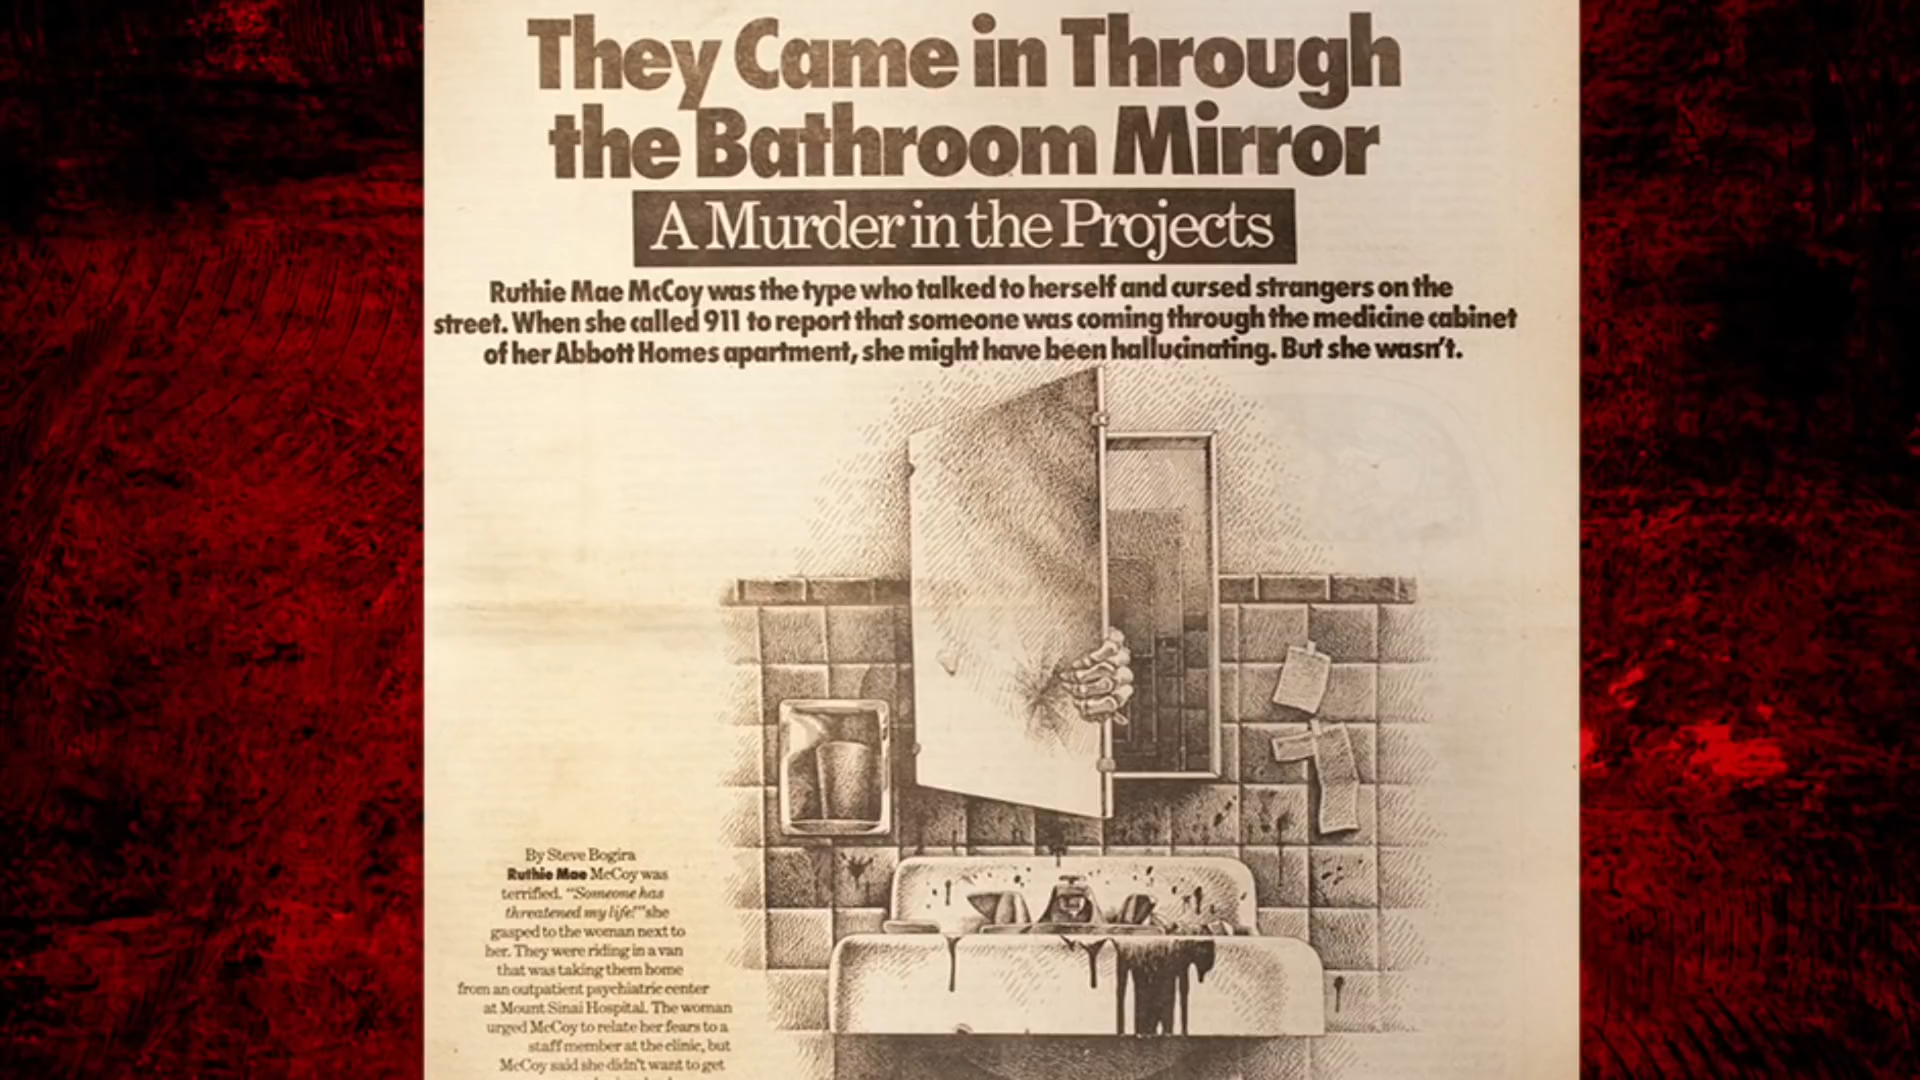 They Came in Through
the Bathroom Mirror
A Murder in the Projects
Ruthie Mae McCoy was the type who talked to herself and cursed strangers on the
street. When she called 911 to report that someone was coming through the medicine cabinet
of her Abbott Homes apartment, she might have been hallucinating. But she wasn't.
By Steve Bogira
Ruthie Mae McCoy was
terrified. "Someone has
threatened my life!" she
gasped to the woman next to
her. They were riding in a van
that was taking them home
from an outpatient psychiatric center
at Mount Sinai Hospital. The woman
urged McCoy to relate her fears to a
staff member at the clinic, but
McCoy said she didn't want to get